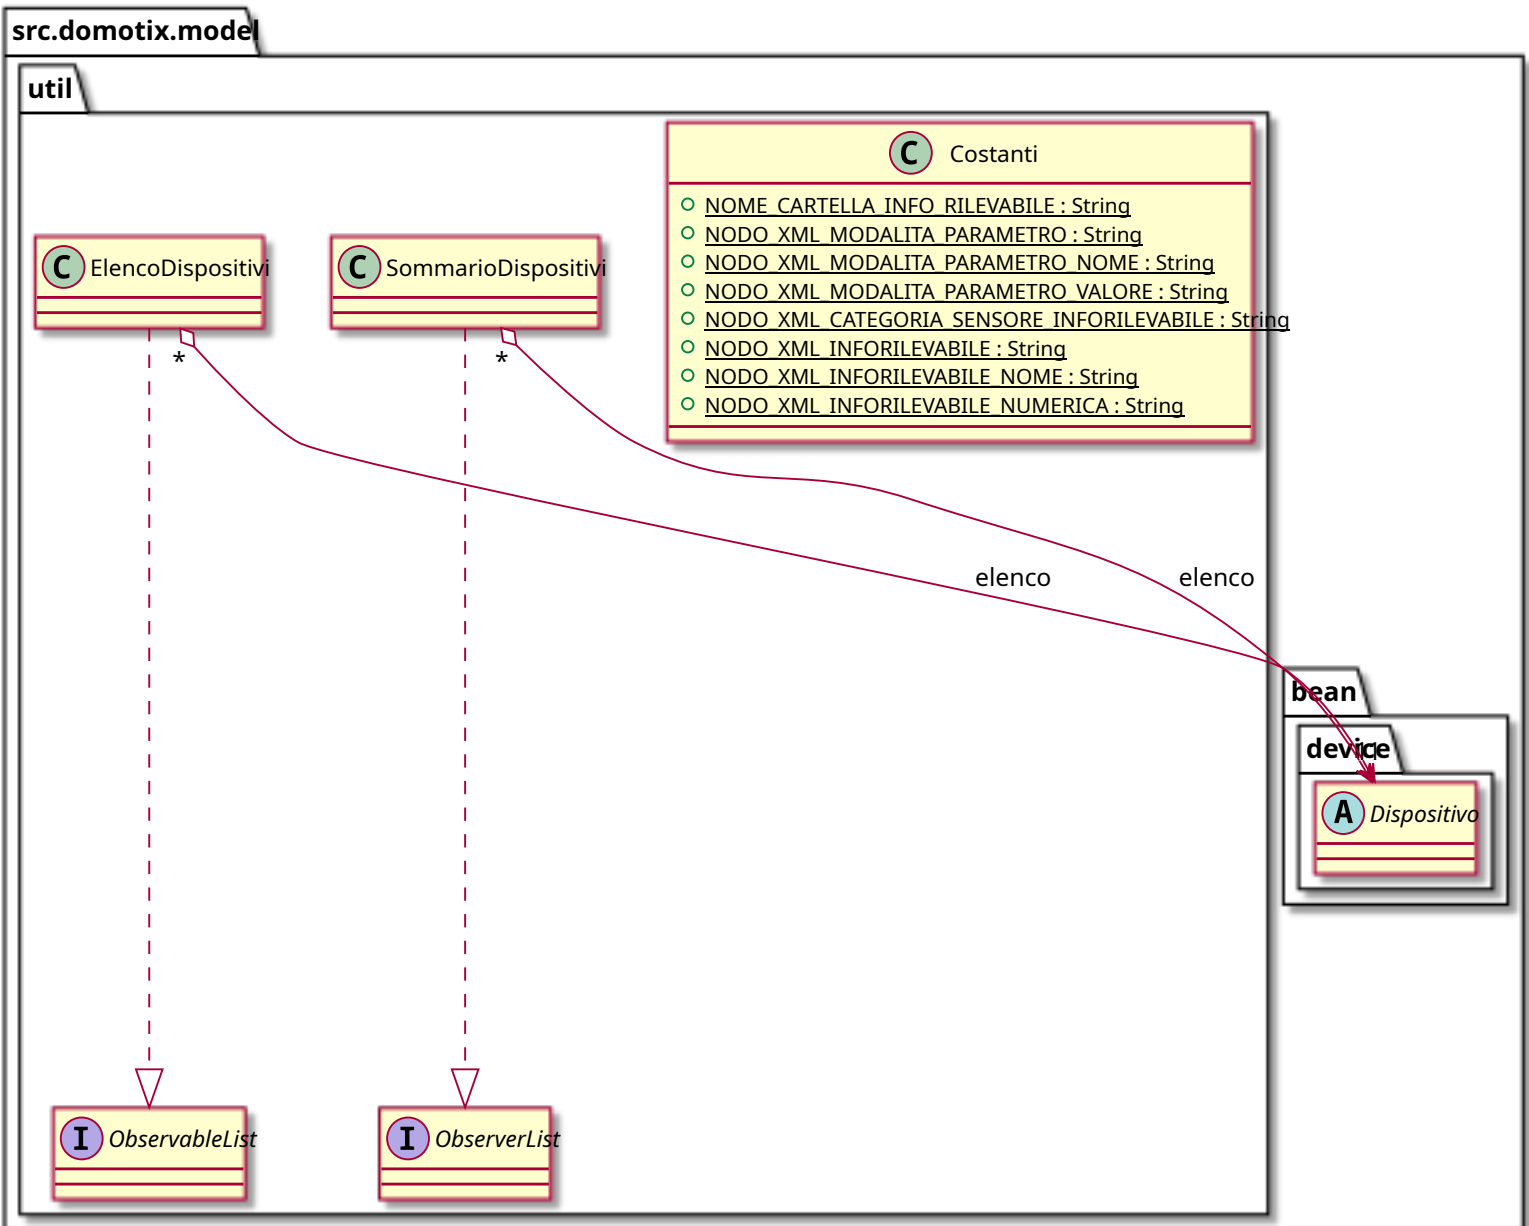 src.domotix.model
util
C Costanti
NOME_CARTELLA_INFO_RILEVABILE : String
NODO_XML_MODALITA_PARAMETRO : String
NODO_XML_MODALITA_PARAMETRO_NOME : String
NODO_XML_MODALITA_PARAMETRO_VALORE : String
NODO_XML_CATEGORIA_SENSORE_INFORILEVABILE : String
NODO_XML_INFORILEVABILE : String
NODO_XML_INFORILEVABILE_NOME : String
NODO_XML_INFORILEVABILE_NUMERICA : String
C ElencoDispositivi
C SommarioDispositivi
*
*
elenco
elenco
bean
device
A Dispositivo
I ObservableList
I ObserverList